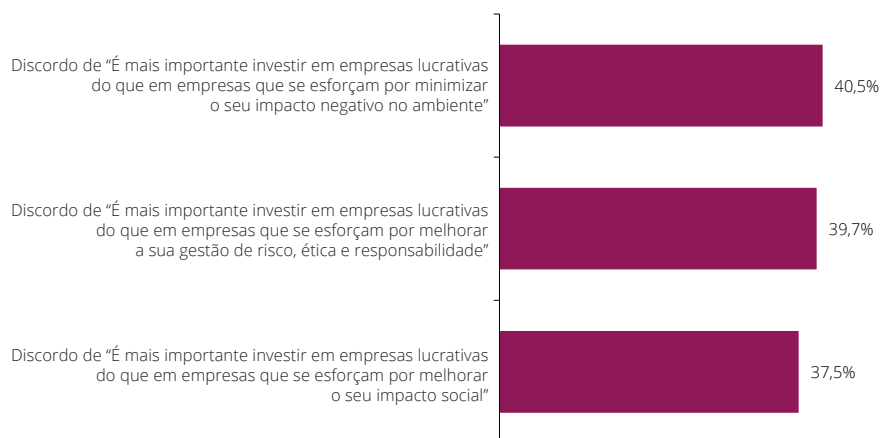 Discordo de “É mais importante investir em empresas lucrativas
do que em empresas que se esforçam por minimizar
o seu impacto negativo no ambiente”
40,5%
Discordo de “É mais importante investir em empresas lucrativas
do que em empresas que se esforçam por melhorar
a sua gestão de risco, ética e responsabilidade”
39,7%
Discordo de “É mais importante investir em empresas lucrativas
do que em empresas que se esforçam por melhorar
o seu impacto social”
37,5%